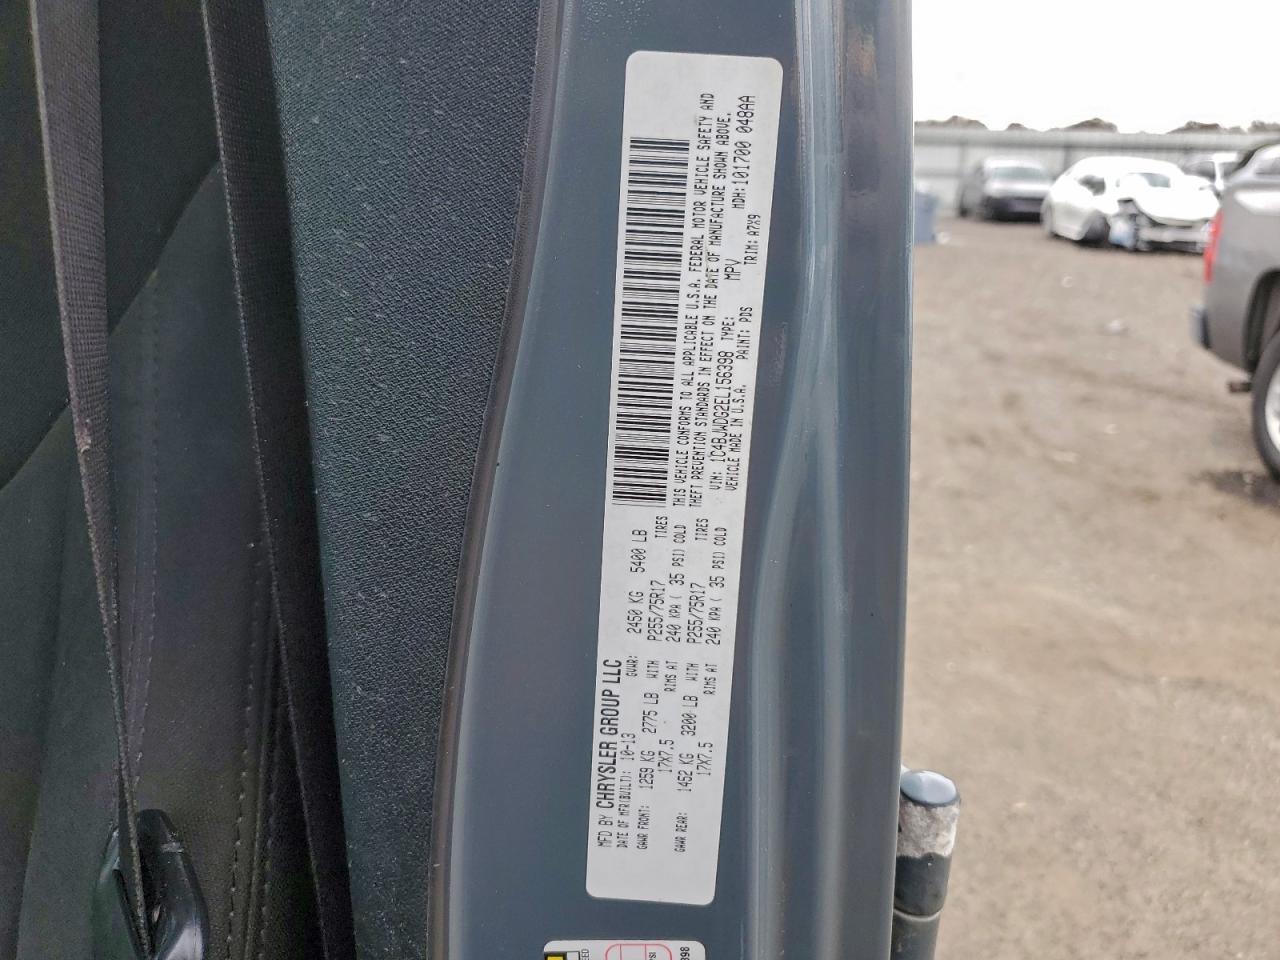 MFD BY CHRYSLER GROUP LLC
DATE OF MFR(BUILT): 10-13 GVWR: 2450 KG 5400 LB
GAWR FRONT: 1259 KG 2775 LB WITH P255/75R17 TIRES
17X7.5 RIMS AT 240 KPA ( 35 PSI) COLD
GAWR REAR: 1452 KG 3200 LB WITH P255/75R17 TIRES
17X7.5 RIMS AT 240 KPA ( 35 PSI) COLD
THIS VEHICLE CONFORMS TO ALL APPLICABLE U.S.A. FEDERAL MOTOR VEHICLE SAFETY AND
THEFT PREVENTION STANDARDS IN EFFECT ON THE DATE OF MANUFACTURE SHOWN ABOVE.
VIN: 1C4BJWDG2EL156398 TYPE: MPV MDH:101700 048AA
VEHICLE MADE IN U.S.A. PAINT: PDS TRIM: A7X9
398